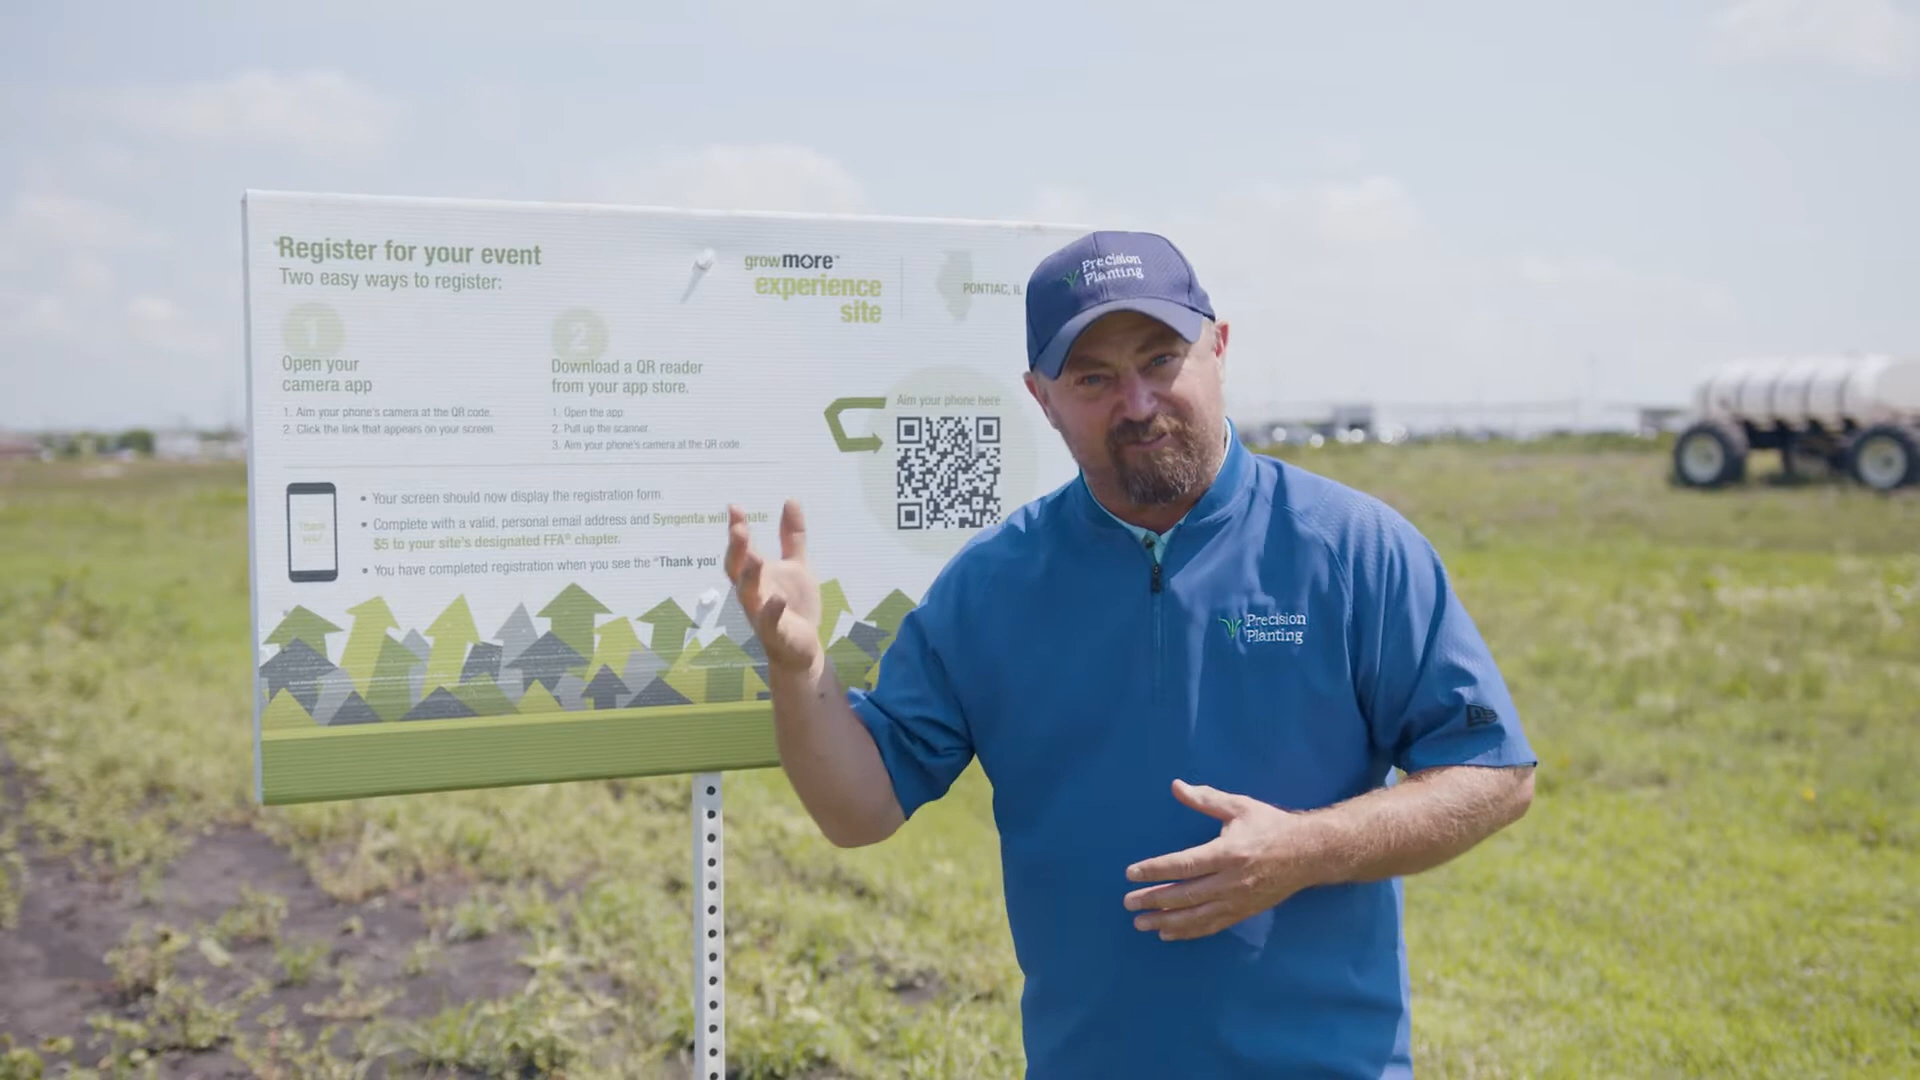 Register for your event
Two easy ways to register:
1
Open your
camera app
1. Aim your phone's camera at the QR code.
2. Click the link that appears on your screen.
2
Download a QR reader
from your app store.
1. Open the app
2. Pull up the scanner.
3. Aim your phone's camera at the QR code.
growmore™
experience
site
PONTIAC, IL
Aim your phone here
Thank
you!
• Your screen should now display the registration form.
• Complete with a valid, personal email address and Syngenta will
$5 to your site's designated FFA® chapter.
• You have completed registration when you see the "Thank you"
Precision
Planting
Precision
Planting